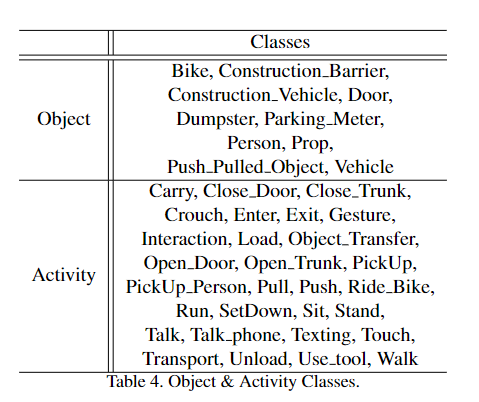 Classes
Bike, Construction_Barrier,
Construction_Vehicle, Door,
Object
Dumpster, Parking_Meter,
Person, Prop,
Push_Pulled_Object, Vehicle
Carry, Close_Door, Close_Trunk,
Crouch, Enter, Exit, Gesture,
Interaction, Load, Object_Transfer,
Open_Door, Open_Trunk, PickUp,
Activity
PickUp_Person, Pull, Push, Ride_Bike,
Run, SetDown, Sit, Stand,
Talk, Talk_phone, Texting, Touch,
Transport, Unload, Use_tool, Walk
Table 4. Object & Activity Classes.